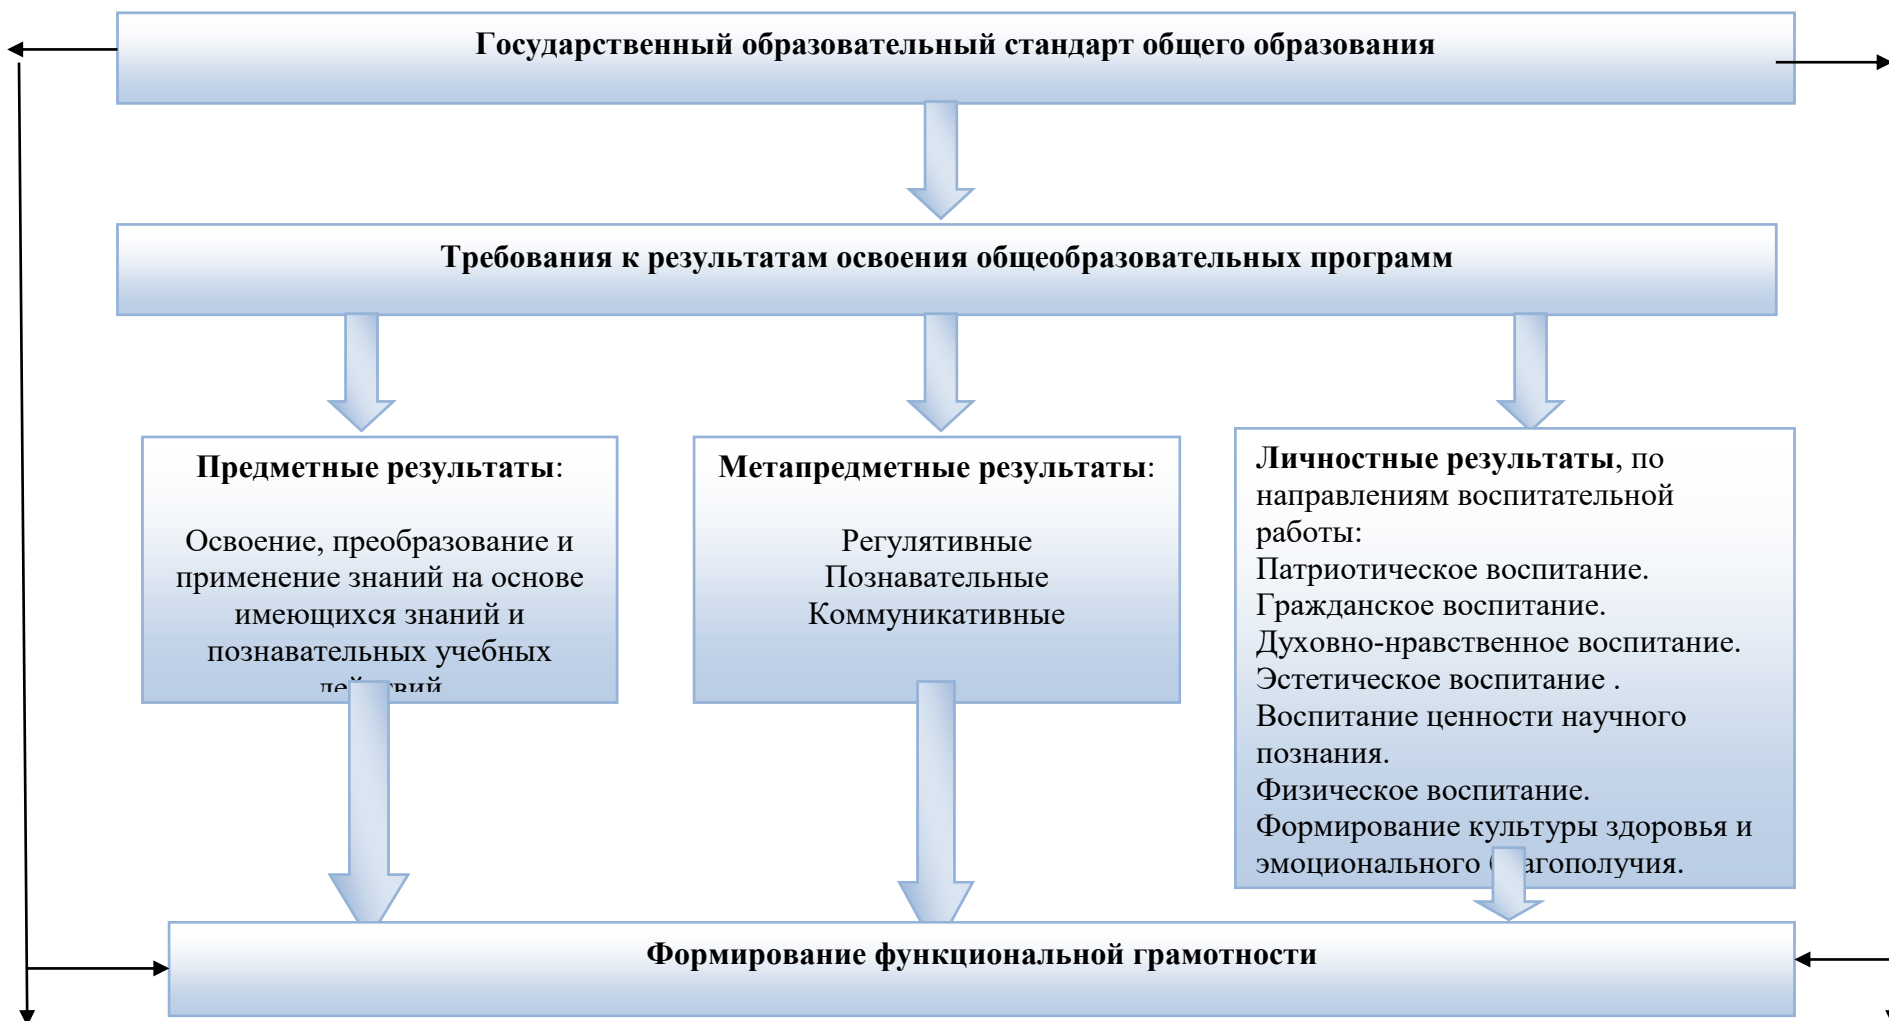 Государственный образовательный стандарт общего образования
Требования к результатам освоения общеобразовательных программ
Предметные результаты:
Освоение, преобразование и
применение знаний на основе
имеющихся знаний и
познавательных учебных
Метапредметные результаты:
Регулятивные
Познавательные
Коммуникативные
Личностные результаты, по
направлениям воспитательной
работы:
Патриотическое воспитание.
Гражданское воспитание.
Духовно-нравственное воспитание.
Эстетическое воспитание .
Воспитание ценности научного
познания.
Физическое воспитание.
Формирование культуры здоровья и
эмоционального благополучия.
Формирование функциональной грамотности